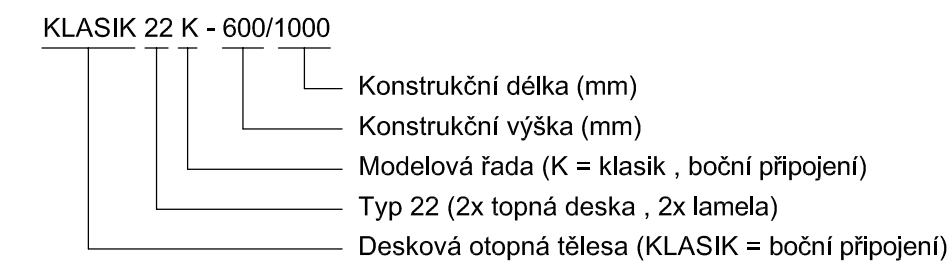 KLASIK 22 K - 600/1000
Konstrukční délka (mm)
Konstrukční výška (mm)
Modelová řada (K = klasik , boční připojení)
Typ 22 (2x topná deska , 2x lamela)
Desková otopná tělesa (KLASIK = boční připojení)